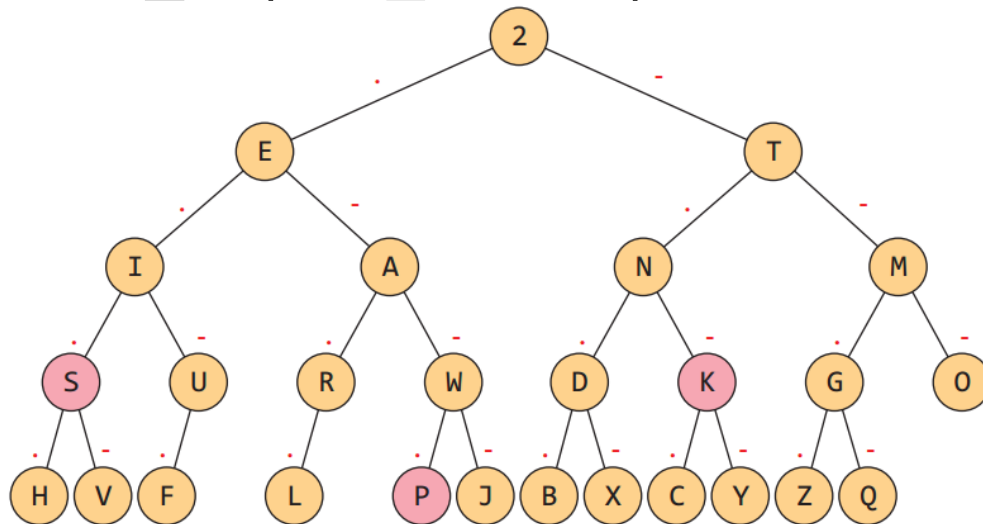 2
. -
E T
. - . -
I A N M
. - . - . - . -
S U R W D K G O
. - . . . - . - . - . -
H V F L P J B X C Y Z Q